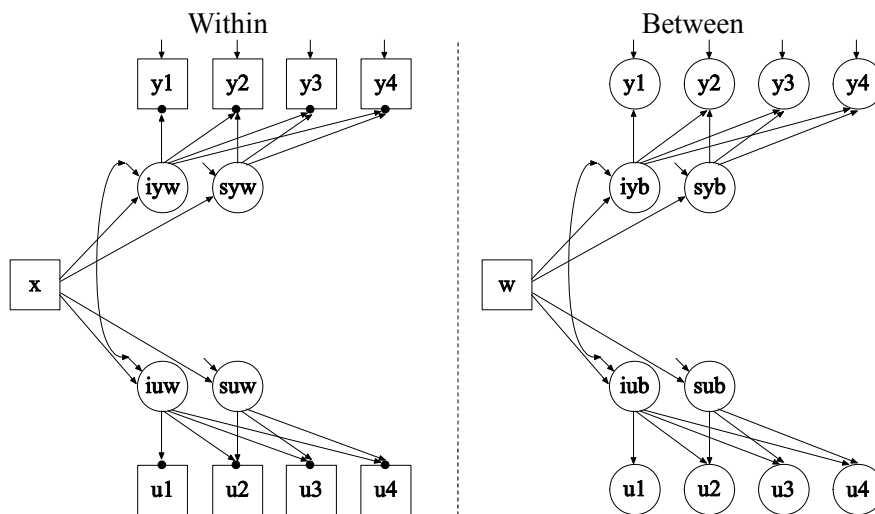 Within Between
y1 y2 y3 y4 y1 y2 y3 y4
iyw syw iyb syb
x w
iuw suw iub sub
u1 u2 u3 u4 u1 u2 u3 u4